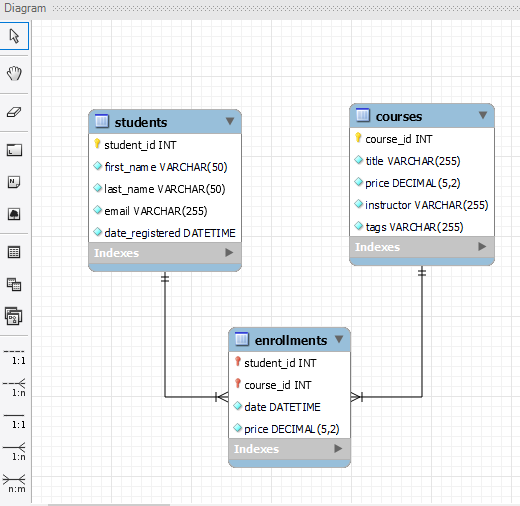 Diagram
students
student_id INT
first_name VARCHAR(50)
last_name VARCHAR(50)
email VARCHAR(255)
date_registered DATETIME
Indexes
courses
course_id INT
title VARCHAR(255)
price DECIMAL(5,2)
instructor VARCHAR(255)
tags VARCHAR(255)
Indexes
enrollments
student_id INT
course_id INT
date DATETIME
price DECIMAL(5,2)
Indexes
1:1
1:n
1:1
1:n
n:m